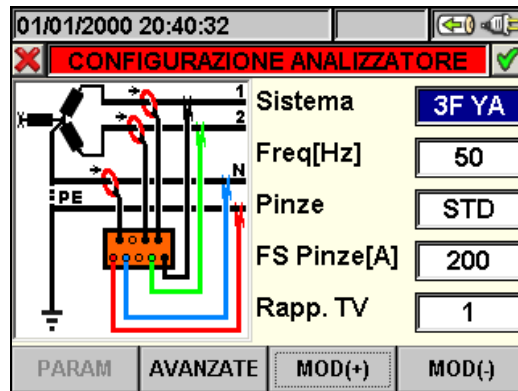 01/01/2000 20:40:32
CONFIGURAZIONE ANALIZZATORE
1
2
N
PE
Sistema 3F YA
Freq[Hz] 50
Pinze STD
FS Pinze[A] 200
Rapp. TV 1
PARAM AVANZATE MOD(+) MOD(-)